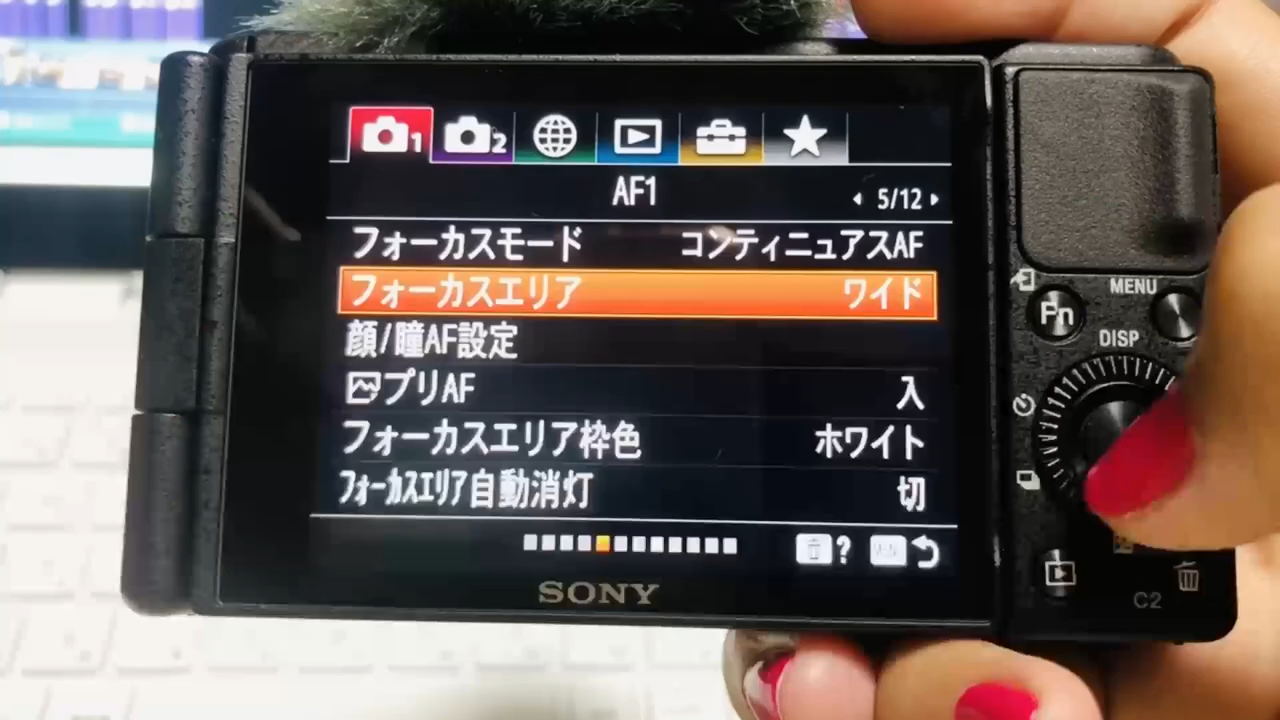 1 2
AF1 5/12
フォーカスモード コンティニュアスAF
フォーカスエリア ワイド
顔/瞳AF設定
プリAF 入
フォーカスエリア枠色 ホワイト
フォーカスエリア自動消灯 切
? MENU
SONY
MENU
Fn
DISP
C2